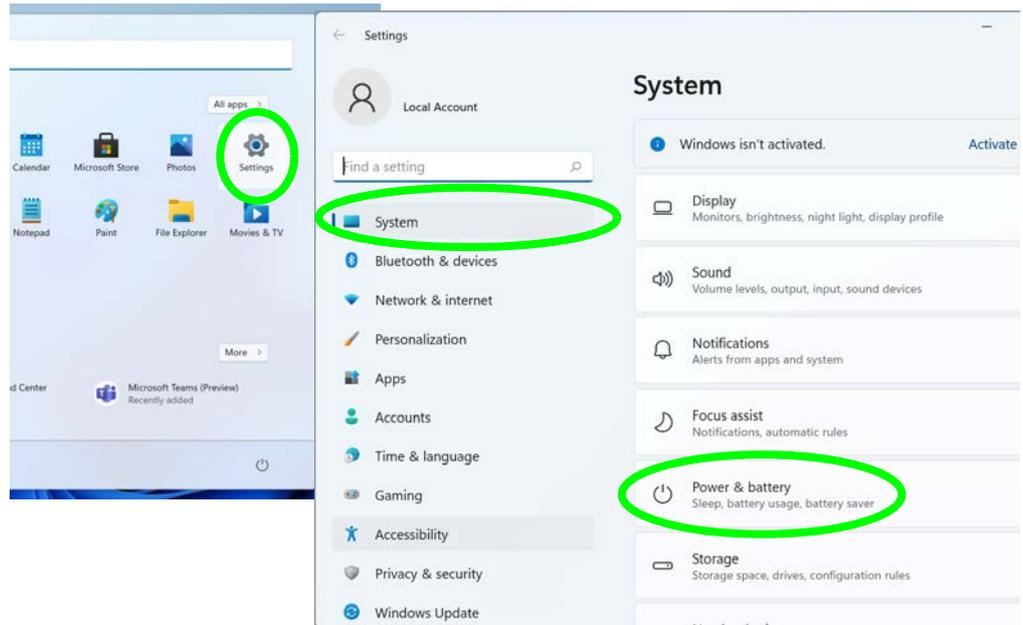 All apps >
Calendar
Microsoft Store
Photos
Settings
Notepad
Paint
File Explorer
Movies & TV
More >
d Center
Microsoft Teams (Preview)
Recently added
Settings
Local Account
Find a setting
System
Bluetooth & devices
Network & internet
Personalization
Apps
Accounts
Time & language
Gaming
Accessibility
Privacy & security
Windows Update
System
Windows isn't activated. Activate
Display
Monitors, brightness, night light, display profile
Sound
Volume levels, output, input, sound devices
Notifications
Alerts from apps and system
Focus assist
Notifications, automatic rules
Power & battery
Sleep, battery usage, battery saver
Storage
Storage space, drives, configuration rules